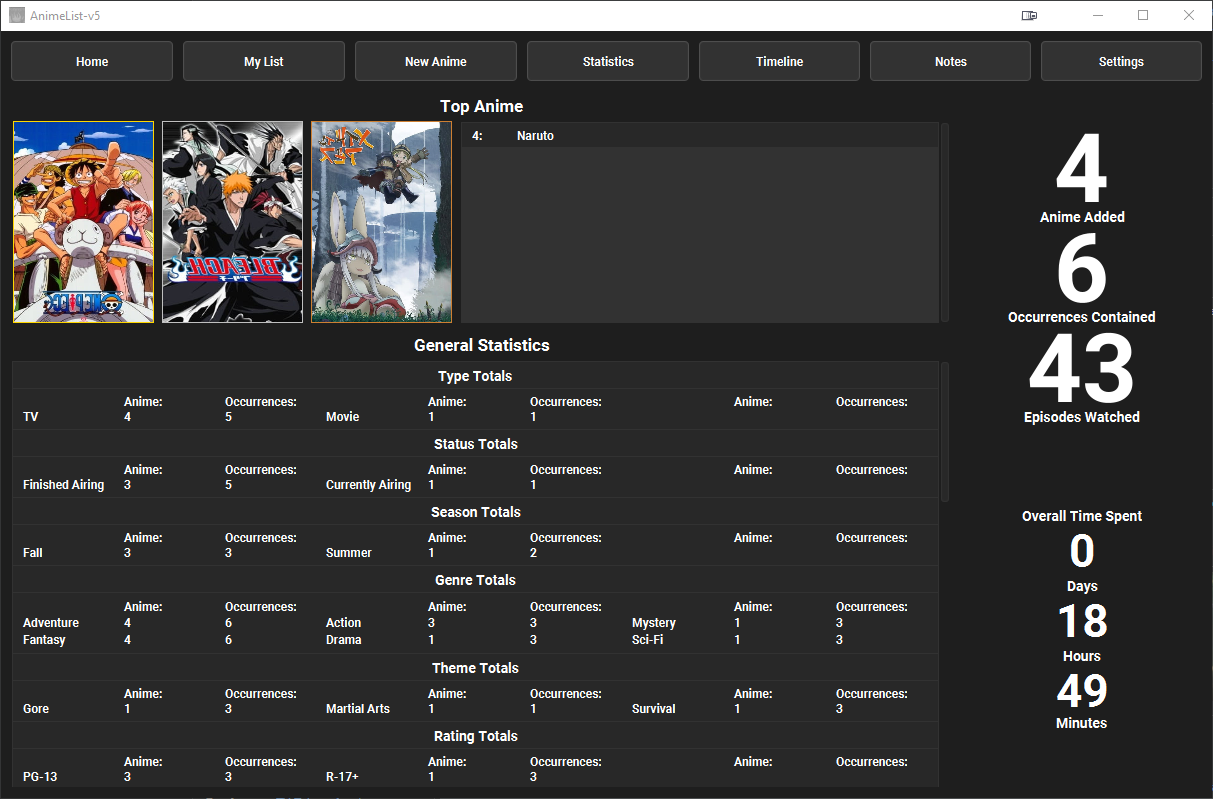 AnimeList-v5
Home My List New Anime Statistics Timeline Notes Settings
Top Anime
4: Naruto
ONE PIECE
BLEACH
4
Anime Added
6
Occurrences Contained
43
Episodes Watched
General Statistics
Type Totals
Anime: Occurrences: Anime: Occurrences: Anime: Occurrences:
TV 4 5 Movie 1 1
Status Totals
Anime: Occurrences: Anime: Occurrences: Anime: Occurrences:
Finished Airing 3 5 Currently Airing 1 1
Season Totals
Anime: Occurrences: Anime: Occurrences: Anime: Occurrences:
Fall 3 3 Summer 1 2
Genre Totals
Anime: Occurrences: Anime: Occurrences: Anime: Occurrences:
Adventure 4 6 Action 3 3 Mystery 1 3
Fantasy 4 6 Drama 1 3 Sci-Fi 1 3
Theme Totals
Anime: Occurrences: Anime: Occurrences: Anime: Occurrences:
Gore 1 3 Martial Arts 1 1 Survival 1 3
Rating Totals
Anime: Occurrences: Anime: Occurrences: Anime: Occurrences:
PG-13 3 3 R-17+ 1 3
Overall Time Spent
0
Days
18
Hours
49
Minutes